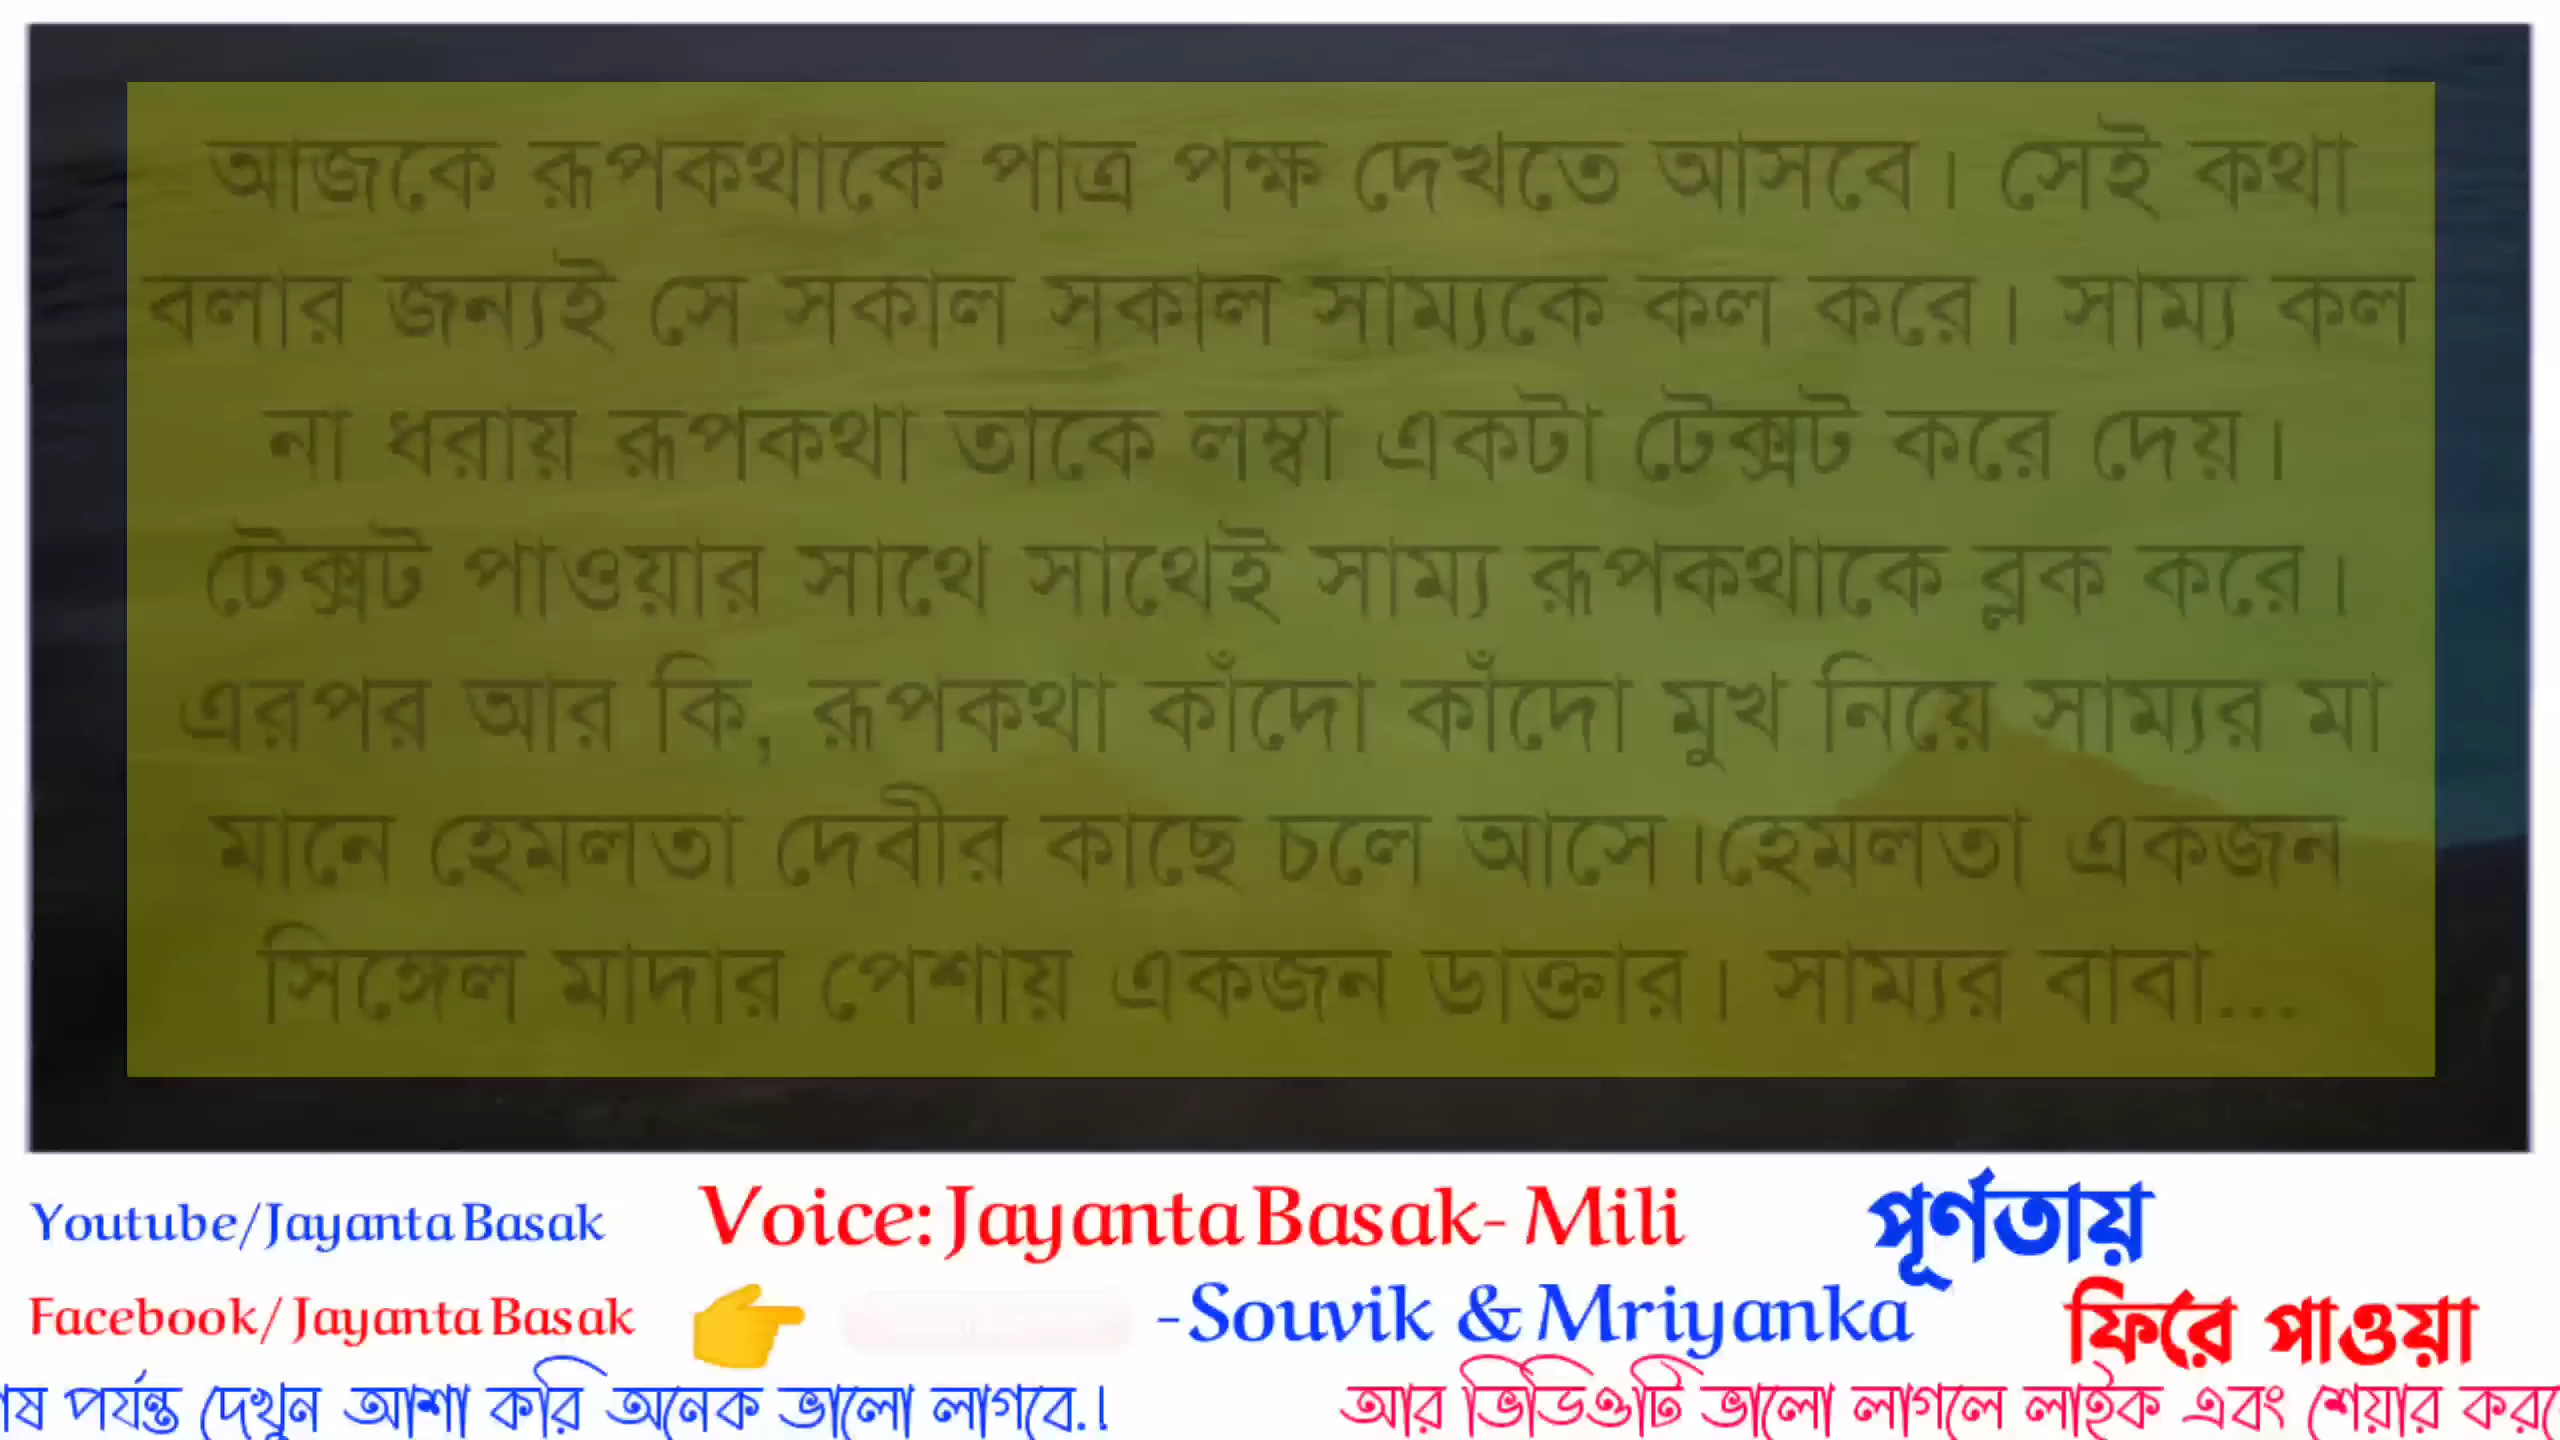 আজকে রূপকথাকে পাত্র পক্ষ দেখতে আসবে। সেই কথা
বলার জন্যই সে সকাল সকাল সাম্যকে কল করে। সাম্য কল
না ধরায় রূপকথা তাকে লম্বা একটা টেক্সট করে দেয়।
টেক্সট পাওয়ার সাথে সাথেই সাম্য রূপকথাকে ব্লক করে।
এরপর আর কি, রূপকথা কাঁদো কাঁদো মুখ নিয়ে সাম্যর মা
মানে হেমলতা দেবীর কাছে চলে আসে।হেমলতা একজন
সিঙ্গেল মাদার পেশায় একজন ডাক্তার। সাম্যর বাবা...
Youtube/Jayanta Basak
Voice: Jayanta Basak- Mili
পূর্ণতায়
Facebook/ Jayanta Basak
👉 -Souvik & Mriyanka
ফিরে পাওয়া
পর্যন্ত দেখুন আশা করি অনেক ভালো লাগবে.।
আর ভিডিওটি ভালো লাগলে লাইক এবং শেয়ার